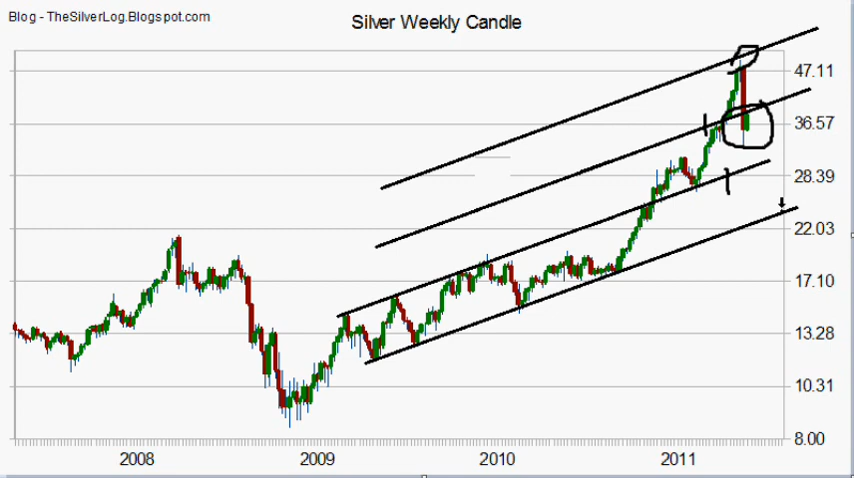 Blog - TheSilverLog.Blogspot.com
Silver Weekly Candle
47.11
36.57
28.39
22.03
17.10
13.28
10.31
8.00
2008 2009 2010 2011